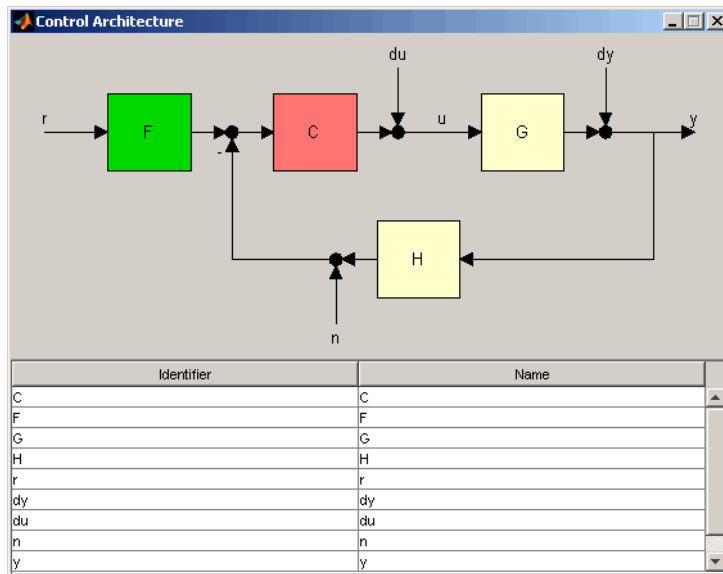 Control Architecture
du
dy
r
F
C
u
G
y
-
H
n
Identifier Name
C C
F F
G G
H H
r r
dy dy
du du
n n
y y